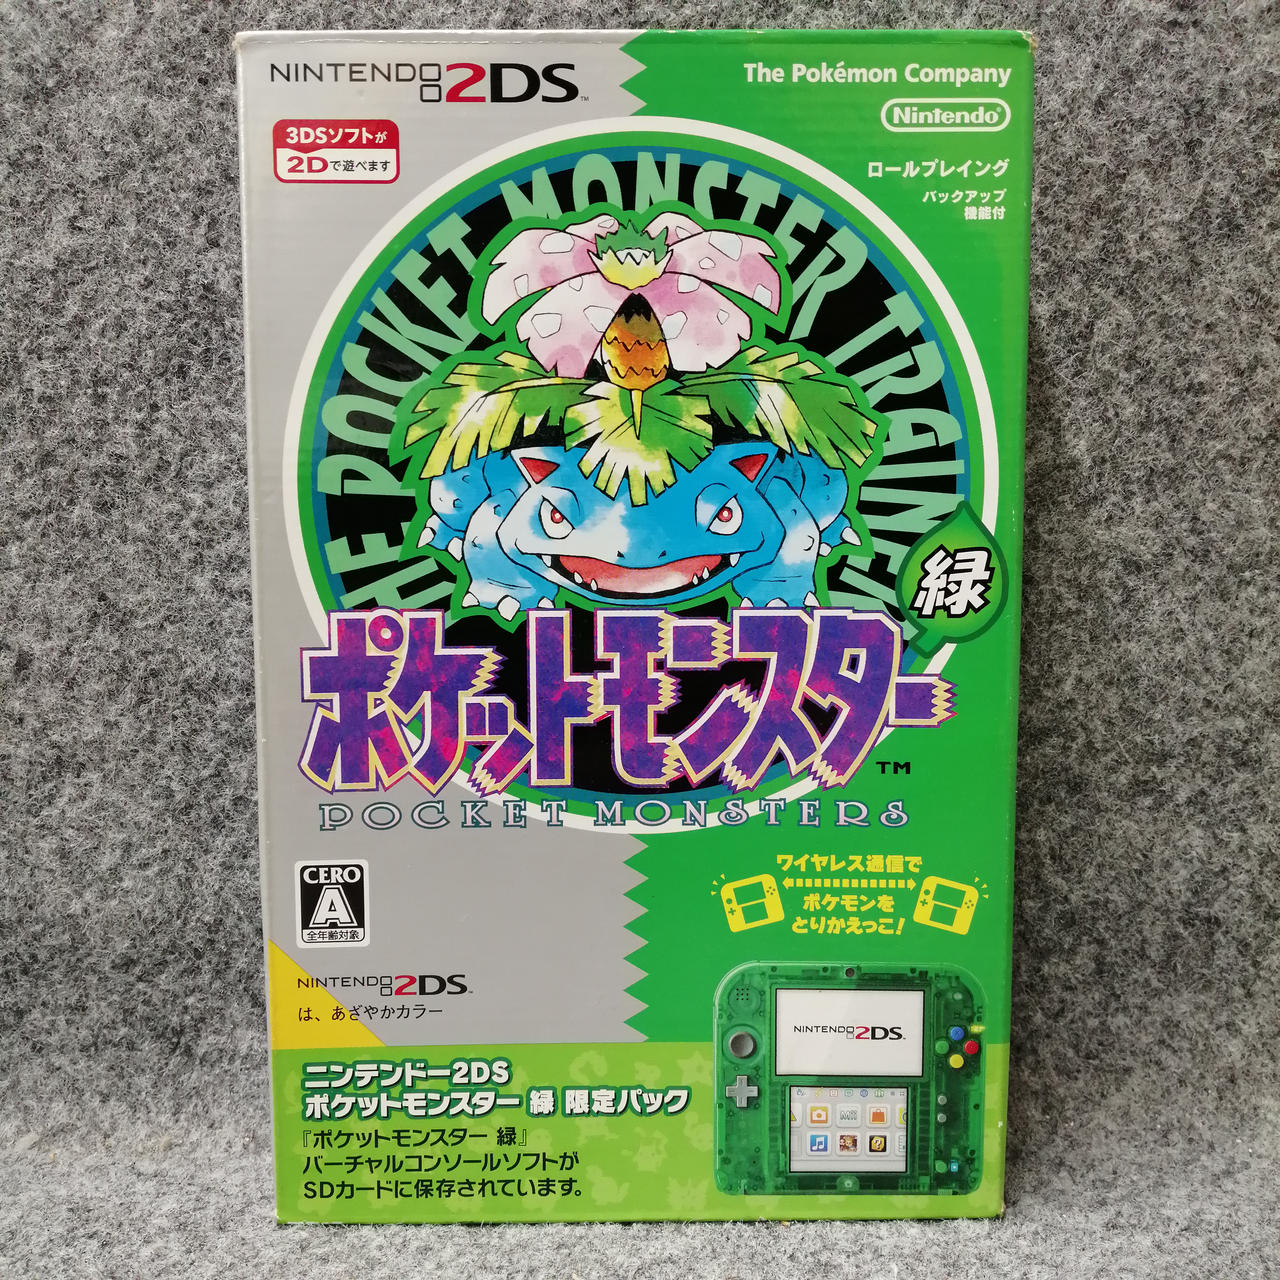 NINTENDO2DS™
The Pokémon Company
Nintendo®
3DSソフトが
2Dで遊べます
ロールプレイング
バックアップ
機能付
THE POCKET MONSTER TRAINER
緑
ポケットモンスター™
POCKET MONSTERS
CERO
A
全年齢対象
ワイヤレス通信で
ポケモンを
とりかえっこ!
NINTENDO2DS™
は、あざやかカラー
NINTENDO2DS™
Mii
ニンテンドー2DS
ポケットモンスター 緑 限定パック
『ポケットモンスター 緑』
バーチャルコンソールソフトが
SDカードに保存されています。